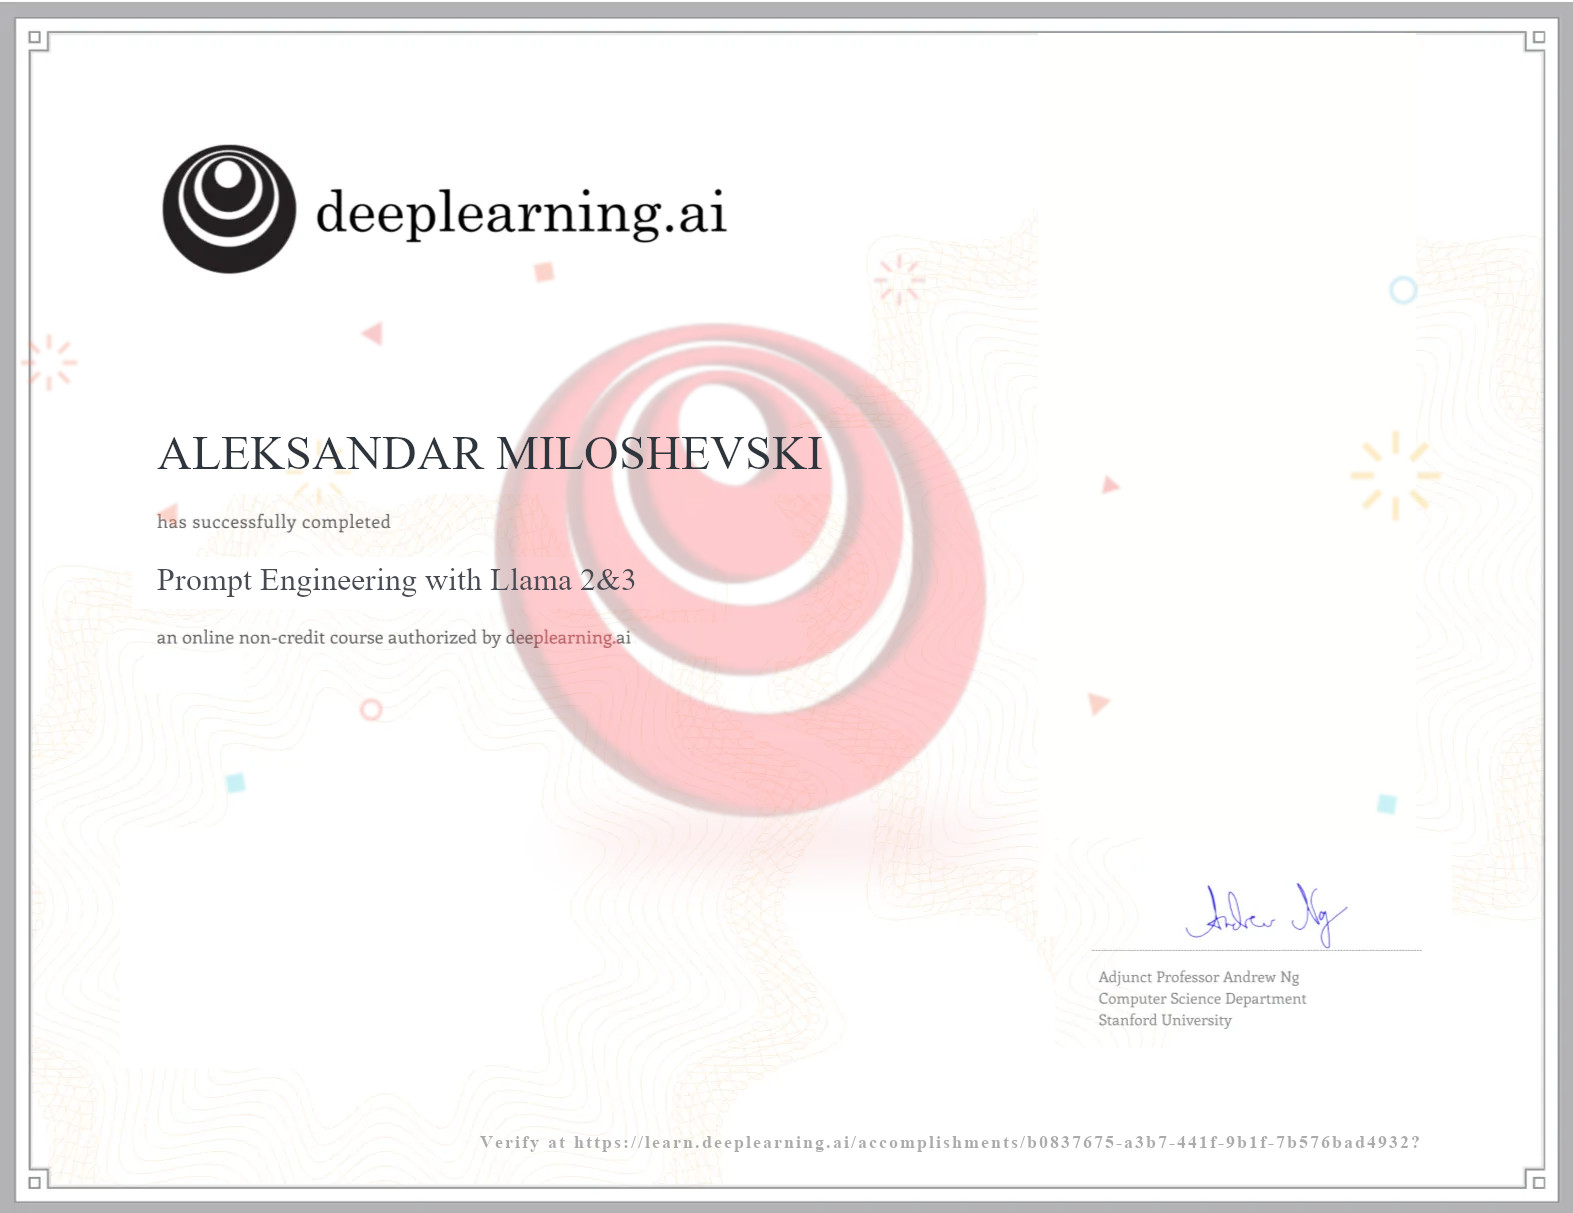 deeplearning.ai
ALEKSANDAR MILOSHEVSKI
has successfully completed
Prompt Engineering with Llama 2&3
an online non-credit course authorized by deeplearning.ai
Andrew Ng
Adjunct Professor Andrew Ng
Computer Science Department
Stanford University
Verify at https://learn.deeplearning.ai/accomplishments/b0837675-a3b7-441f-9b1f-7b576bad4932?